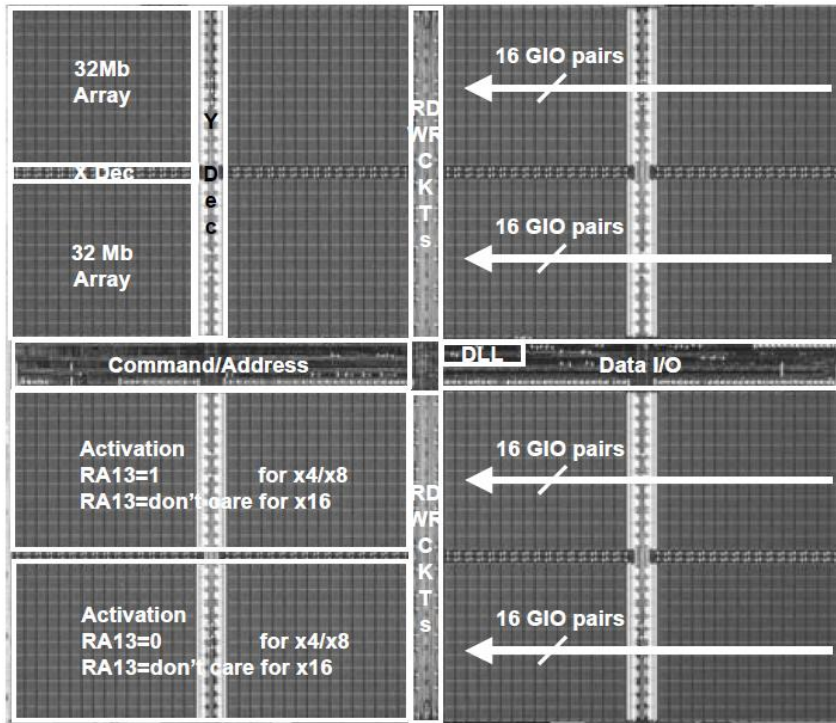 32Mb
Array
X Dec
32 Mb
Array
Y
Dec
RD
WR
C
K
T
s
16 GIO pairs
16 GIO pairs
Command/Address
DLL
Data I/O
Activation
RA13=1 for x4/x8
RA13=don't care for x16
Activation
RA13=0 for x4/x8
RA13=don't care for x16
RD
WR
C
K
T
s
16 GIO pairs
16 GIO pairs